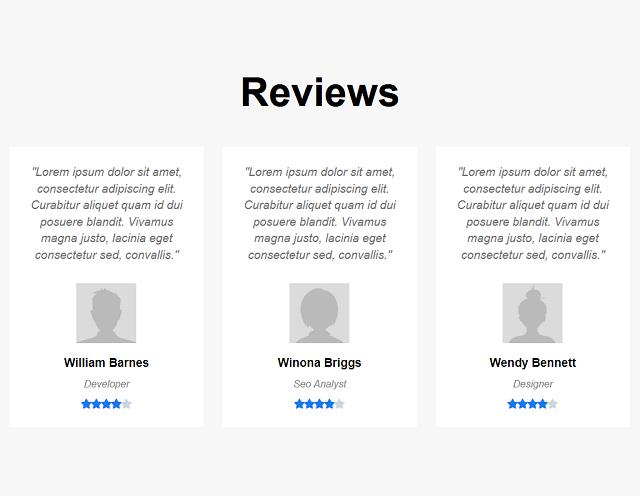 Reviews
"Lorem ipsum dolor sit amet,
consectetur adipiscing elit.
Curabitur aliquet quam id dui
posuere blandit. Vivamus
magna justo, lacinia eget
consectetur sed, convallis."
William Barnes
Developer
"Lorem ipsum dolor sit amet,
consectetur adipiscing elit.
Curabitur aliquet quam id dui
posuere blandit. Vivamus
magna justo, lacinia eget
consectetur sed, convallis."
Winona Briggs
Seo Analyst
"Lorem ipsum dolor sit amet,
consectetur adipiscing elit.
Curabitur aliquet quam id dui
posuere blandit. Vivamus
magna justo, lacinia eget
consectetur sed, convallis."
Wendy Bennett
Designer